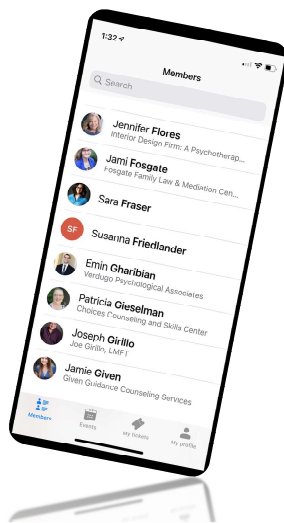 1:32
Members
Search
Jennifer Flores
Interior Design Firm: A Psychotherap...
Jami Fosgate
Fosgate Family Law & Mediation Cen...
Sara Fraser
SF
Susanna Friedlander
Emin Gharibian
Verdugo Psychological Associates
Patricia Gieselman
Choices Counseling and Skills Center
Joseph Girillo
Joe Girillo, LMFT
Jamie Given
Given Guidance Counseling Services
Members
Events
My tickets
My profile